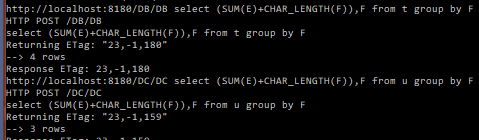 http://localhost:8180/DB/DB select (SUM(E)+CHAR_LENGTH(F)),F from t group by F
HTTP POST /DB/DB
select (SUM(E)+CHAR_LENGTH(F)),F from t group by F
Returning ETag: "23,-1,180"
--> 4 rows
Response ETag: 23,-1,180
http://localhost:8180/DC/DC select (SUM(E)+CHAR_LENGTH(F)),F from u group by F
HTTP POST /DC/DC
select (SUM(E)+CHAR_LENGTH(F)),F from u group by F
Returning ETag: "23,-1,159"
--> 3 rows
Response ETag: 23,-1,159